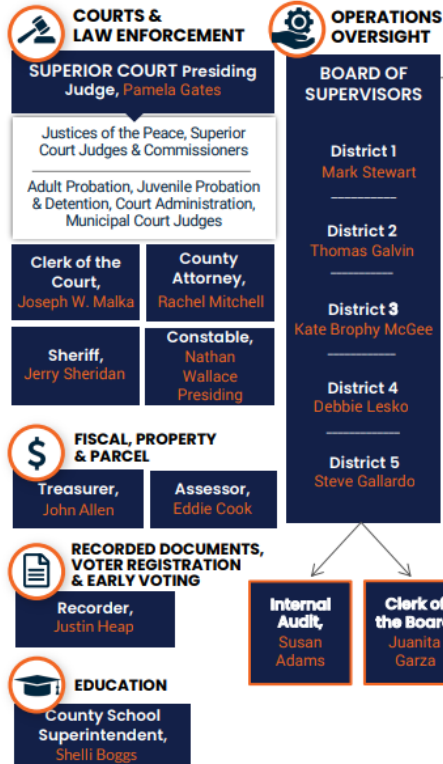 COURTS &
LAW ENFORCEMENT
SUPERIOR COURT Presiding
Judge, Pamela Gates
Justices of the Peace, Superior
Court Judges & Commissioners
Adult Probation, Juvenile Probation
& Detention, Court Administration,
Municipal Court Judges
Clerk of the
Court,
Joseph W. Malka
County
Attorney,
Rachel Mitchell
Sheriff,
Jerry Sheridan
Constable,
Nathan
Wallace
Presiding
$
FISCAL, PROPERTY
& PARCEL
Treasurer,
John Allen
Assessor,
Eddie Cook
RECORDED DOCUMENTS,
VOTER REGISTRATION
& EARLY VOTING
Recorder,
Justin Heap
EDUCATION
County School
Superintendent,
Shelli Boggs
OPERATIONS
OVERSIGHT
BOARD OF
SUPERVISORS
District 1
Mark Stewart
District 2
Thomas Galvin
District 3
Kate Brophy McGee
District 4
Debbie Lesko
District 5
Steve Gallardo
Internal
Audit,
Susan
Adams
Clerk of
the Board
Juanita
Garza